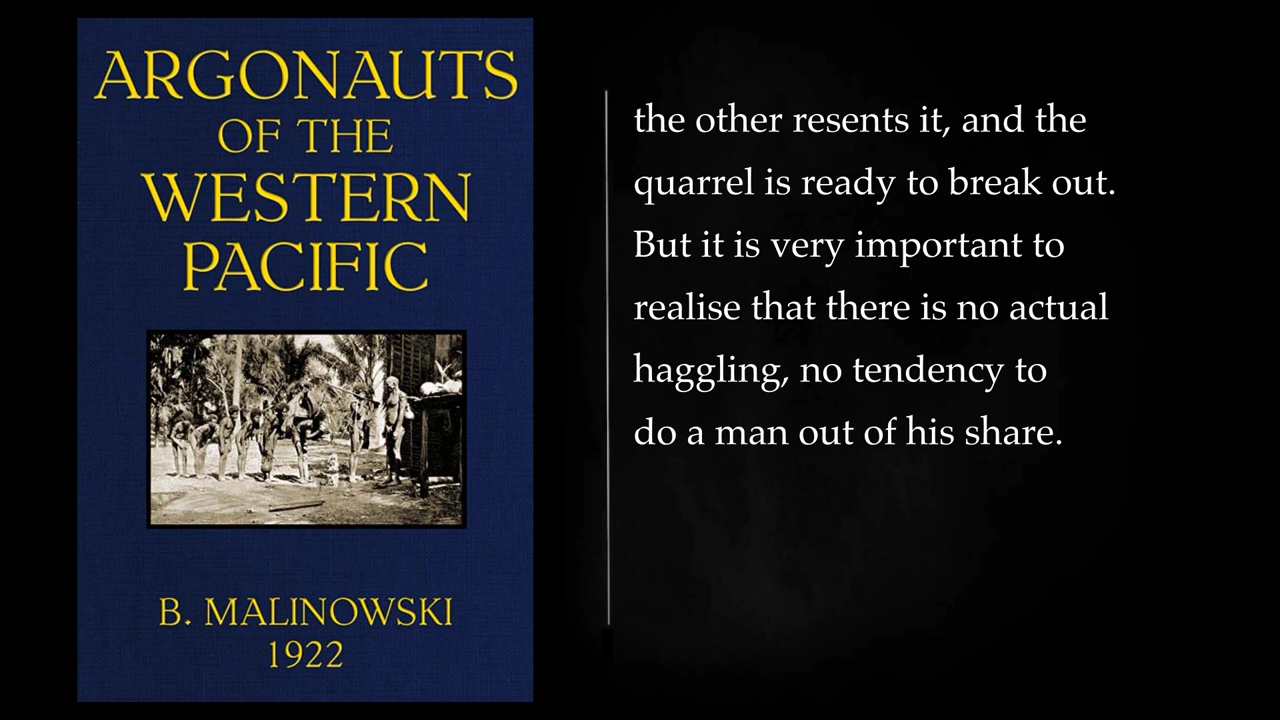 ARGONAUTS
OF THE
WESTERN
PACIFIC
B. MALINOWSKI
1922
the other resents it, and the
quarrel is ready to break out.
But it is very important to
realise that there is no actual
haggling, no tendency to
do a man out of his share.